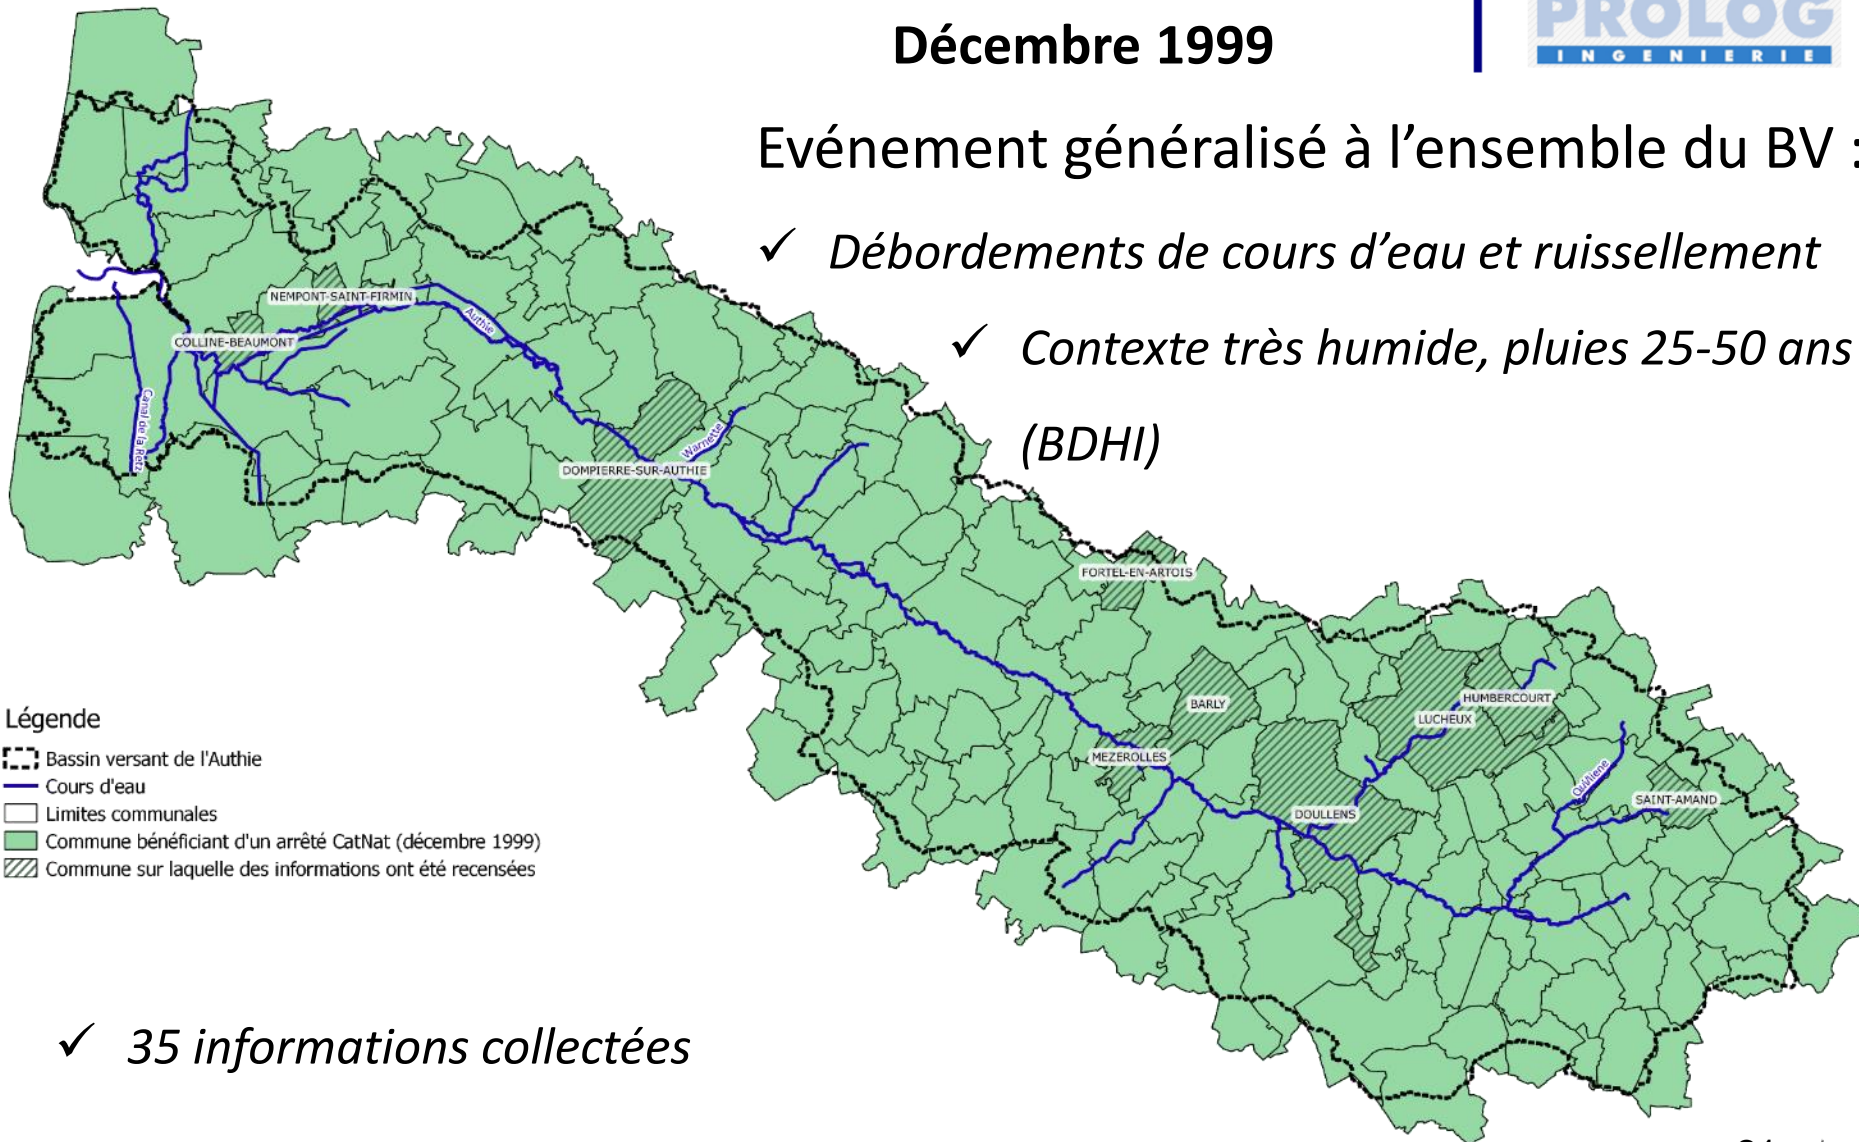 Décembre 1999
PROLOG
INGENIERIE
Evénement généralisé à l’ensemble du BV :
✓ Débordements de cours d’eau et ruissellement
✓ Contexte très humide, pluies 25-50 ans
(BDHI)
NEMPONT-SAINT-FIRMIN
Authie
COLLINE-BEAUMONT
Canal de la Retz
Warnette
DOMPIERRE-SUR-AUTHIE
FORTEL-EN-ARTOIS
BARLY
HUMBERCOURT
LUCHEUX
MEZEROLLES
Quilliene
SAINT-AMAND
DOULLENS
Légende
Bassin versant de l'Authie
Cours d'eau
Limites communales
Commune bénéficiant d'un arrêté CatNat (décembre 1999)
Commune sur laquelle des informations ont été recensées
✓ 35 informations collectées